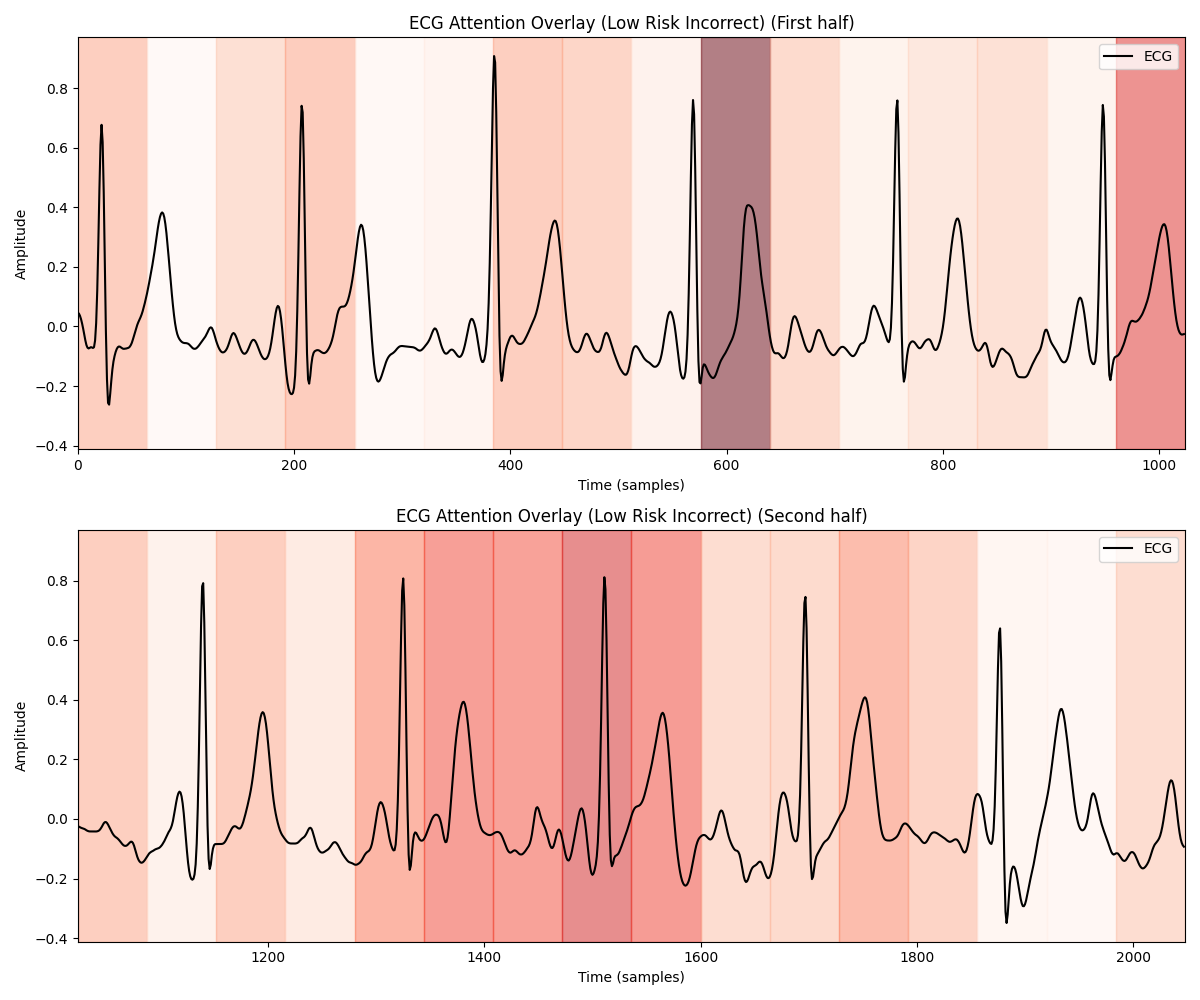 ECG Attention Overlay (Low Risk Incorrect) (First half)
ECG
Amplitude
0.8
0.6
0.4
0.2
0.0
−0.2
−0.4
0 200 400 600 800 1000
Time (samples)
ECG Attention Overlay (Low Risk Incorrect) (Second half)
ECG
Amplitude
0.8
0.6
0.4
0.2
0.0
−0.2
−0.4
1200 1400 1600 1800 2000
Time (samples)